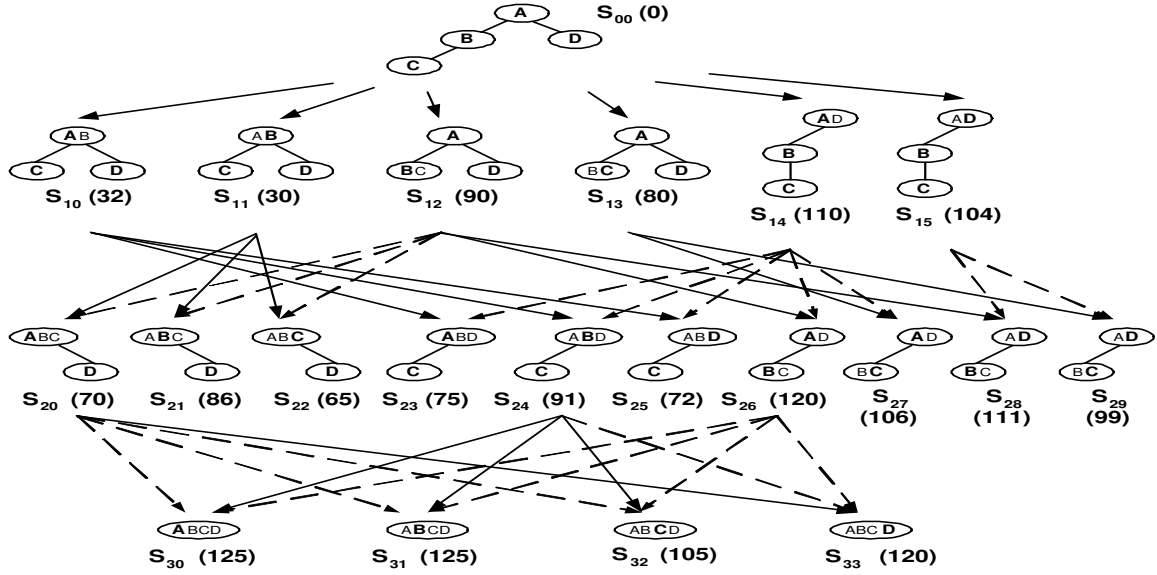 A S₀₀ (0)
B D
C
AB AB A A AD AD
C D C D BC D BC D B B
C C
S₁₀ (32) S₁₁ (30) S₁₂ (90) S₁₃ (80) S₁₄ (110) S₁₅ (104)
ABC ABC ABC ABD ABD ABD AD AD AD AD
D D D C C C BC BC BC BC
S₂₀ (70) S₂₁ (86) S₂₂ (65) S₂₃ (75) S₂₄ (91) S₂₅ (72) S₂₆ (120) S₂₇ S₂₈ S₂₉
(106) (111) (99)
ABCD ABCD ABCD ABC D
S₃₀ (125) S₃₁ (125) S₃₂ (105) S₃₃ (120)